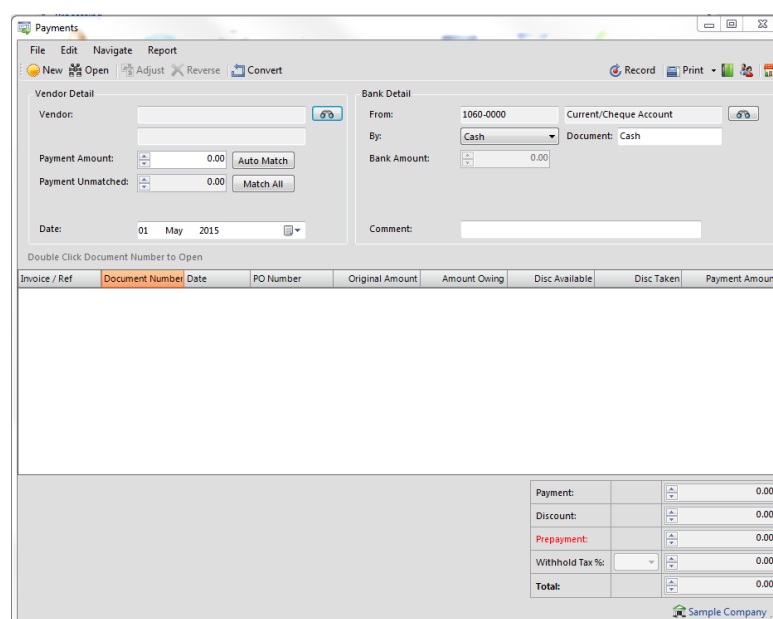 Payments
File Edit Navigate Report
New Open Adjust Reverse Convert Record Print
Vendor Detail Bank Detail
Vendor: From: 1060-0000 Current/Cheque Account
By: Cash Document: Cash
Payment Amount: 0.00 Auto Match Bank Amount: 0.00
Payment Unmatched: 0.00 Match All
Date: 01 May 2015 Comment:
Double Click Document Number to Open
Invoice / Ref Document Number Date PO Number Original Amount Amount Owing Disc Available Disc Taken Payment Amoun
Payment: 0.00
Discount: 0.00
Prepayment: 0.00
Withhold Tax %: 0.00
Total: 0.00
Sample Company